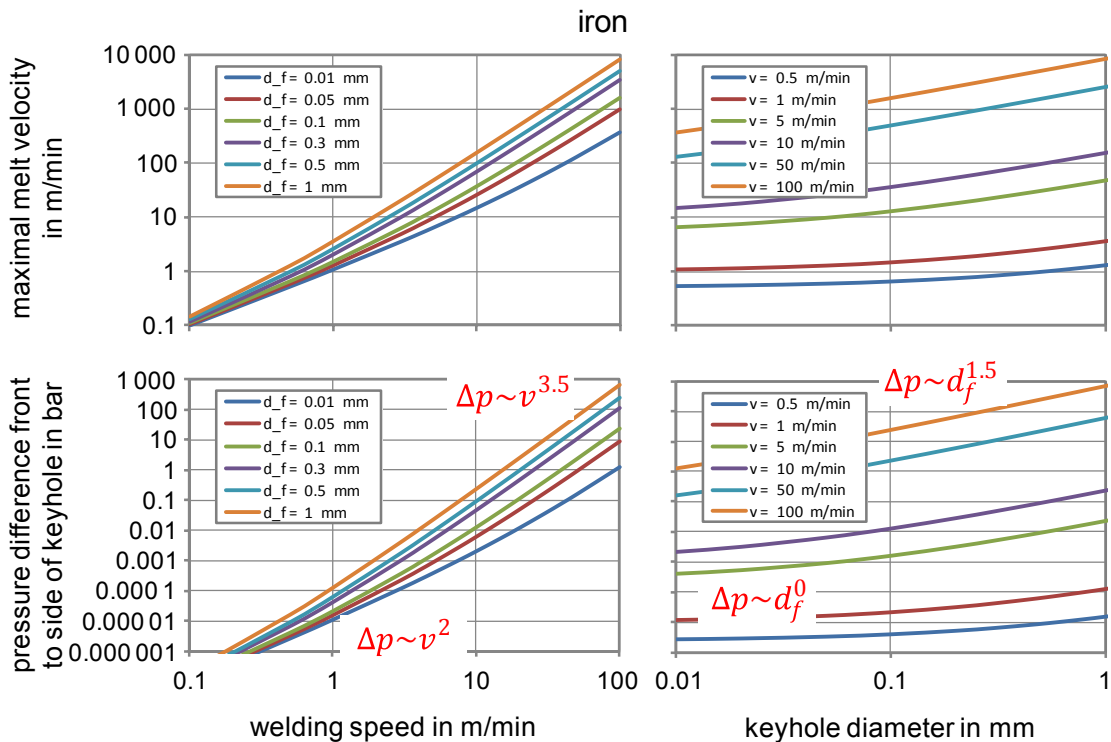 iron
maximal melt velocity
in m/min
10 000
1 000
100
10
1
0.1
d_f = 0.01 mm
d_f = 0.05 mm
d_f = 0.1 mm
d_f = 0.3 mm
d_f = 0.5 mm
d_f = 1 mm
v = 0.5 m/min
v = 1 m/min
v = 5 m/min
v = 10 m/min
v = 50 m/min
v = 100 m/min
pressure difference front
to side of keyhole in bar
1 000
100
10
1
0.1
0.01
0.001
0.000 1
0.000 01
0.000 001
d_f = 0.01 mm
d_f = 0.05 mm
d_f = 0.1 mm
d_f = 0.3 mm
d_f = 0.5 mm
d_f = 1 mm
Δp~v^3.5
Δp~v^2
0.1 1 10 100
welding speed in m/min
Δp~d_f^1.5
v = 0.5 m/min
v = 1 m/min
v = 5 m/min
v = 10 m/min
v = 50 m/min
v = 100 m/min
Δp~d_f^0
0.01 0.1 1
keyhole diameter in mm